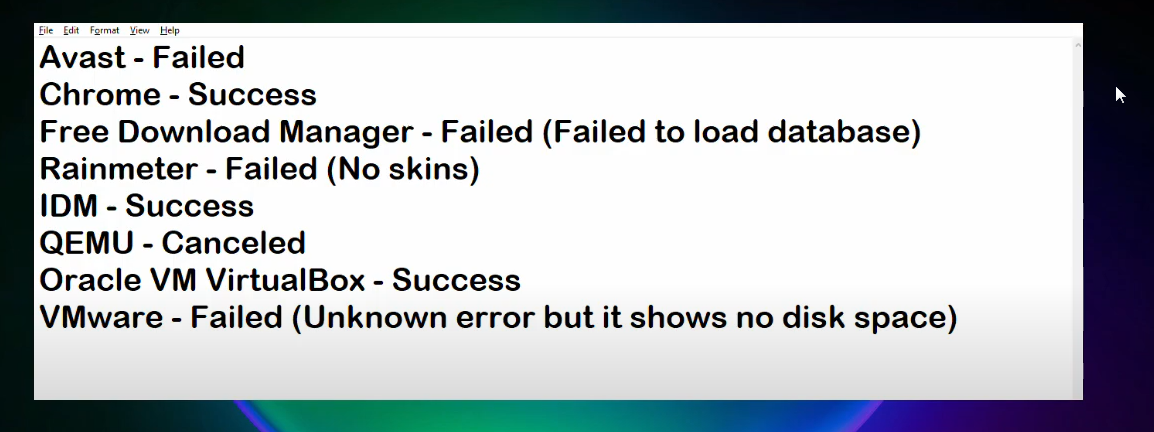 File Edit Format View Help
Avast - Failed
Chrome - Success
Free Download Manager - Failed (Failed to load database)
Rainmeter - Failed (No skins)
IDM - Success
QEMU - Canceled
Oracle VM VirtualBox - Success
VMware - Failed (Unknown error but it shows no disk space)